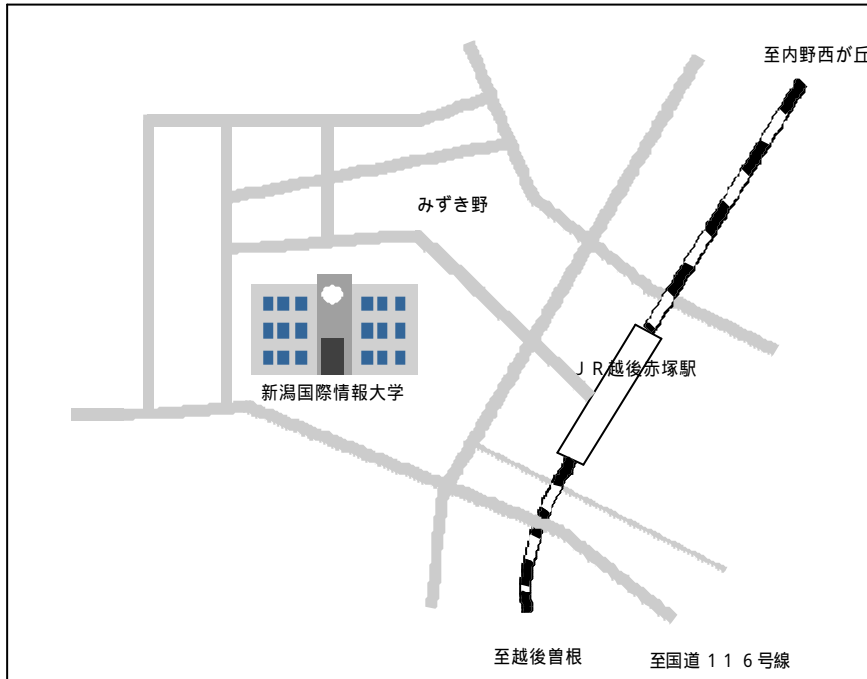 至内野西が丘
みずき野
ＪＲ越後赤塚駅
新潟国際情報大学
至越後曽根
至国道１１６号線